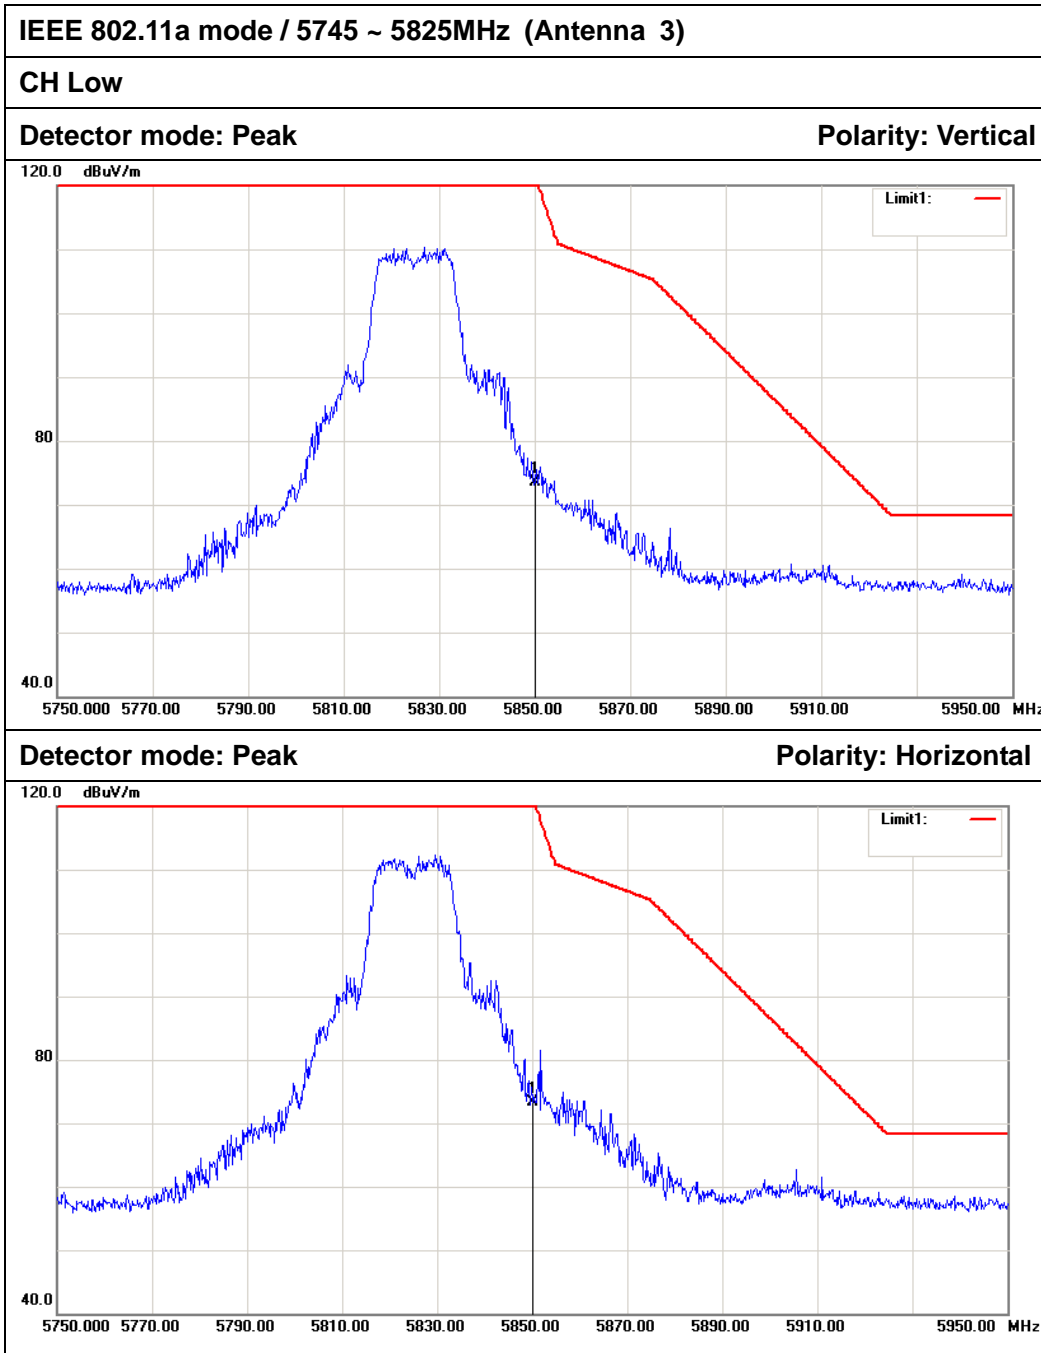 IEEE 802.11a mode / 5745 ~ 5825MHz (Antenna 3)
CH Low
Detector mode: Peak Polarity: Vertical
120.0 dBuV/m
Limit1:
80
1
40.0
5750.000 5770.00 5790.00 5810.00 5830.00 5850.00 5870.00 5890.00 5910.00 5950.00 MHz
Detector mode: Peak Polarity: Horizontal
120.0 dBuV/m
Limit1:
80
1
40.0
5750.000 5770.00 5790.00 5810.00 5830.00 5850.00 5870.00 5890.00 5910.00 5950.00 MHz